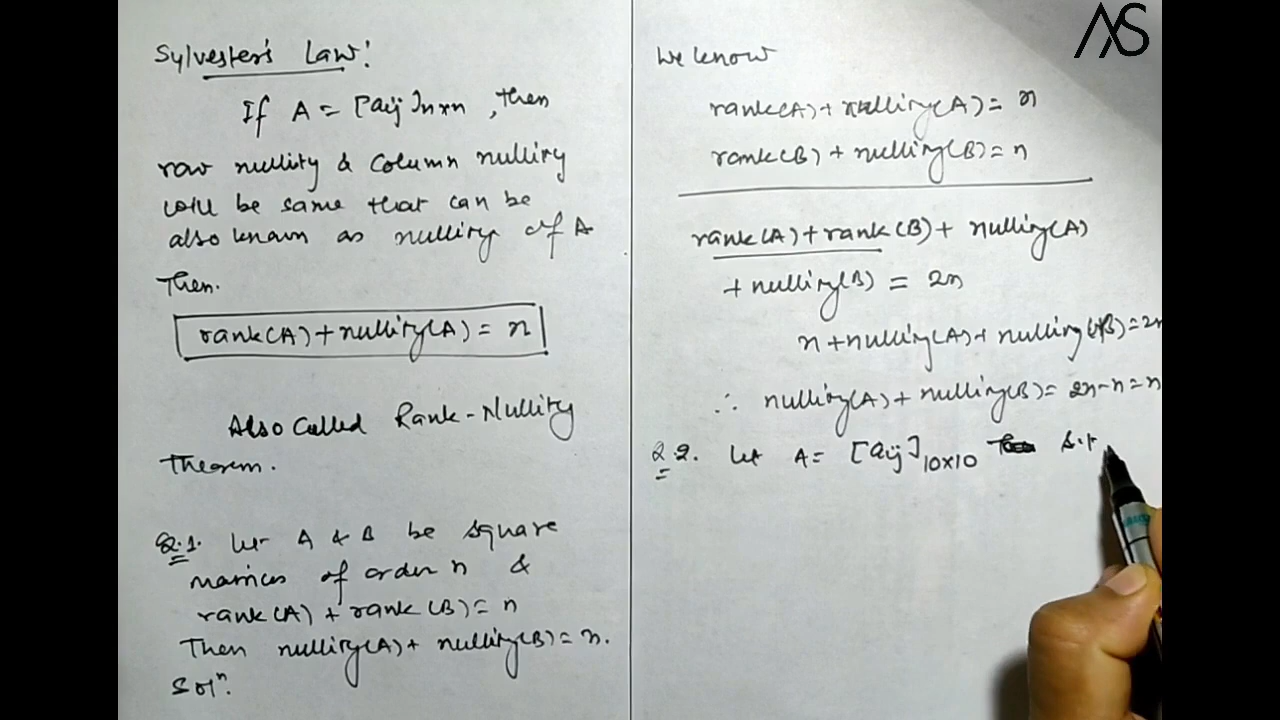 Sylvester's Law:
If A = [aij]n×n, then
row nullity & column nullity
will be same that can be
also known as nullity of A
Then.
rank(A) + nullity(A) = n
Also Called Rank-Nullity
Theorem.
Q.1. Let A & B be square
matrices of order n &
rank(A) + rank(B) = n
Then nullity(A) + nullity(B) = n.
Solⁿ.
We know
rank(A) + nullity(A) = n
rank(B) + nullity(B) = n
rank(A) + rank(B) + nullity(A)
+ nullity(B) = 2n
n + nullity(A) + nullity(B) = 2n
∴ nullity(A) + nullity(B) = 2n - n = n
Q 2. Let A = [aij]10×10 s.t
NS